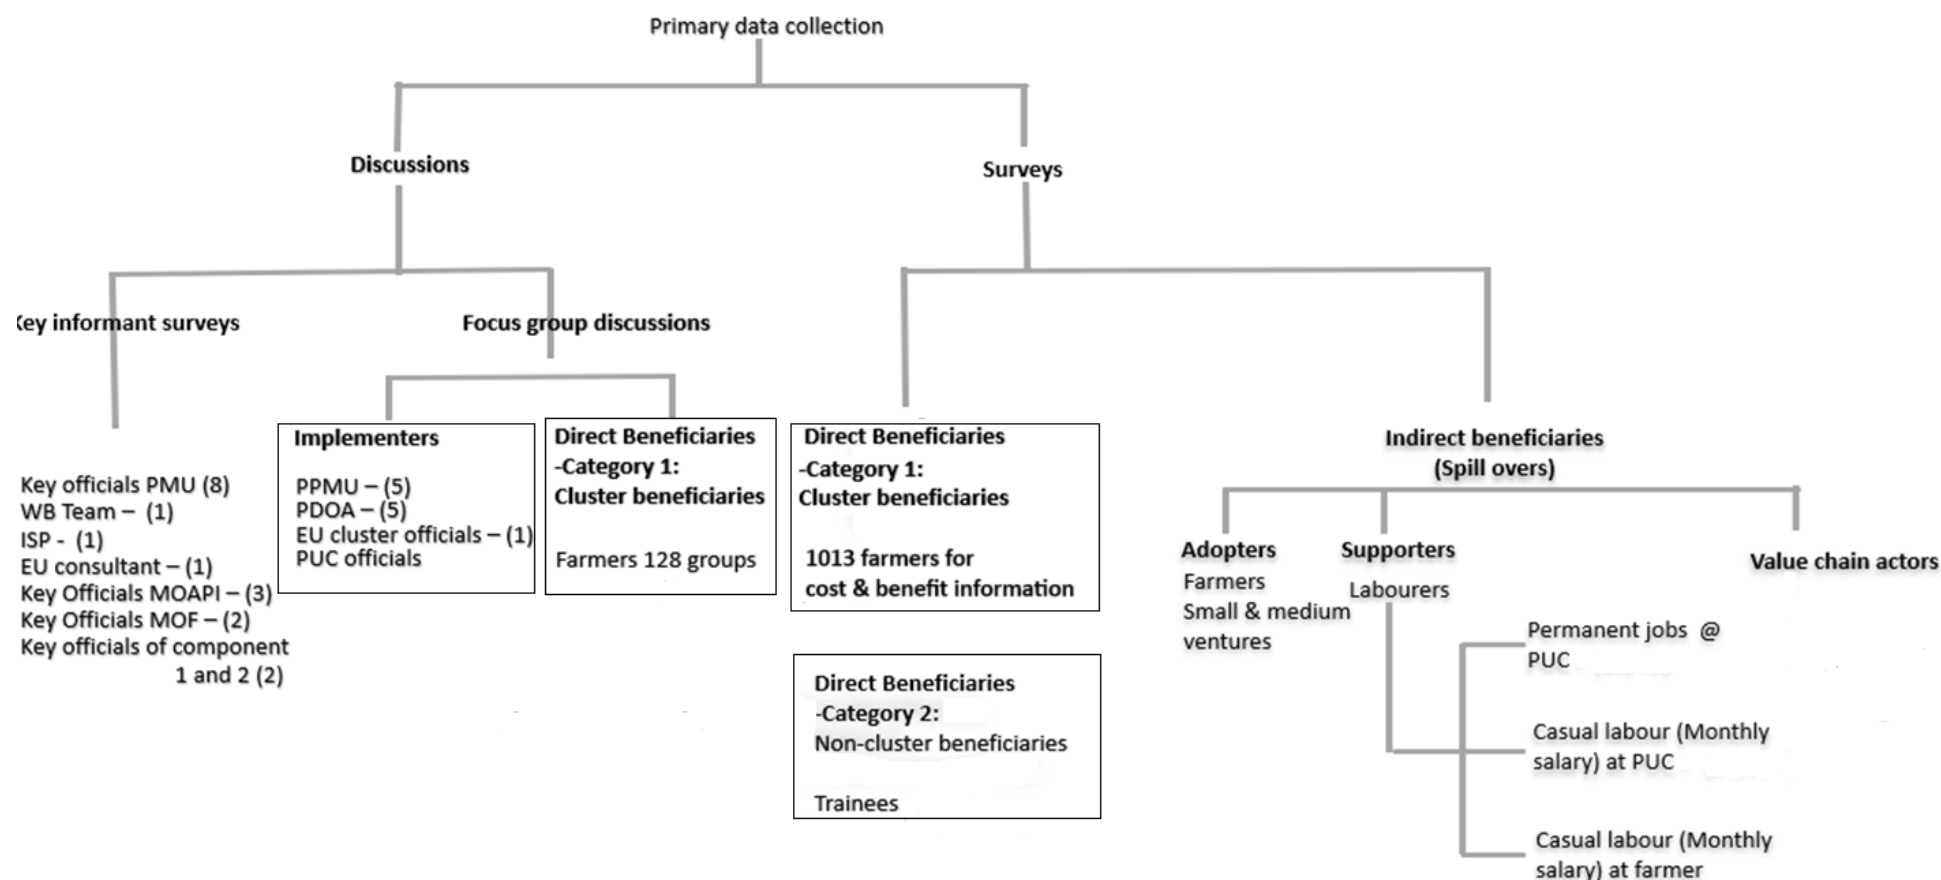 Primary data collection
Discussions
Surveys
Key informant surveys
Focus group discussions
Key officials PMU (8)
WB Team – (1)
ISP - (1)
EU consultant – (1)
Key Officials MOAPI – (3)
Key Officials MOF – (2)
Key officials of component
1 and 2 (2)
Implementers
PPMU – (5)
PDOA – (5)
EU cluster officials – (1)
PUC officials
Direct Beneficiaries
-Category 1:
Cluster beneficiaries
Farmers 128 groups
Direct Beneficiaries
-Category 1:
Cluster beneficiaries
1013 farmers for
cost & benefit information
Direct Beneficiaries
-Category 2:
Non-cluster beneficiaries
Trainees
Indirect beneficiaries
(Spill overs)
Adopters
Farmers
Small & medium
ventures
Supporters
Labourers
Permanent jobs @
PUC
Casual labour (Monthly
salary) at PUC
Casual labour (Monthly
salary) at farmer
Value chain actors